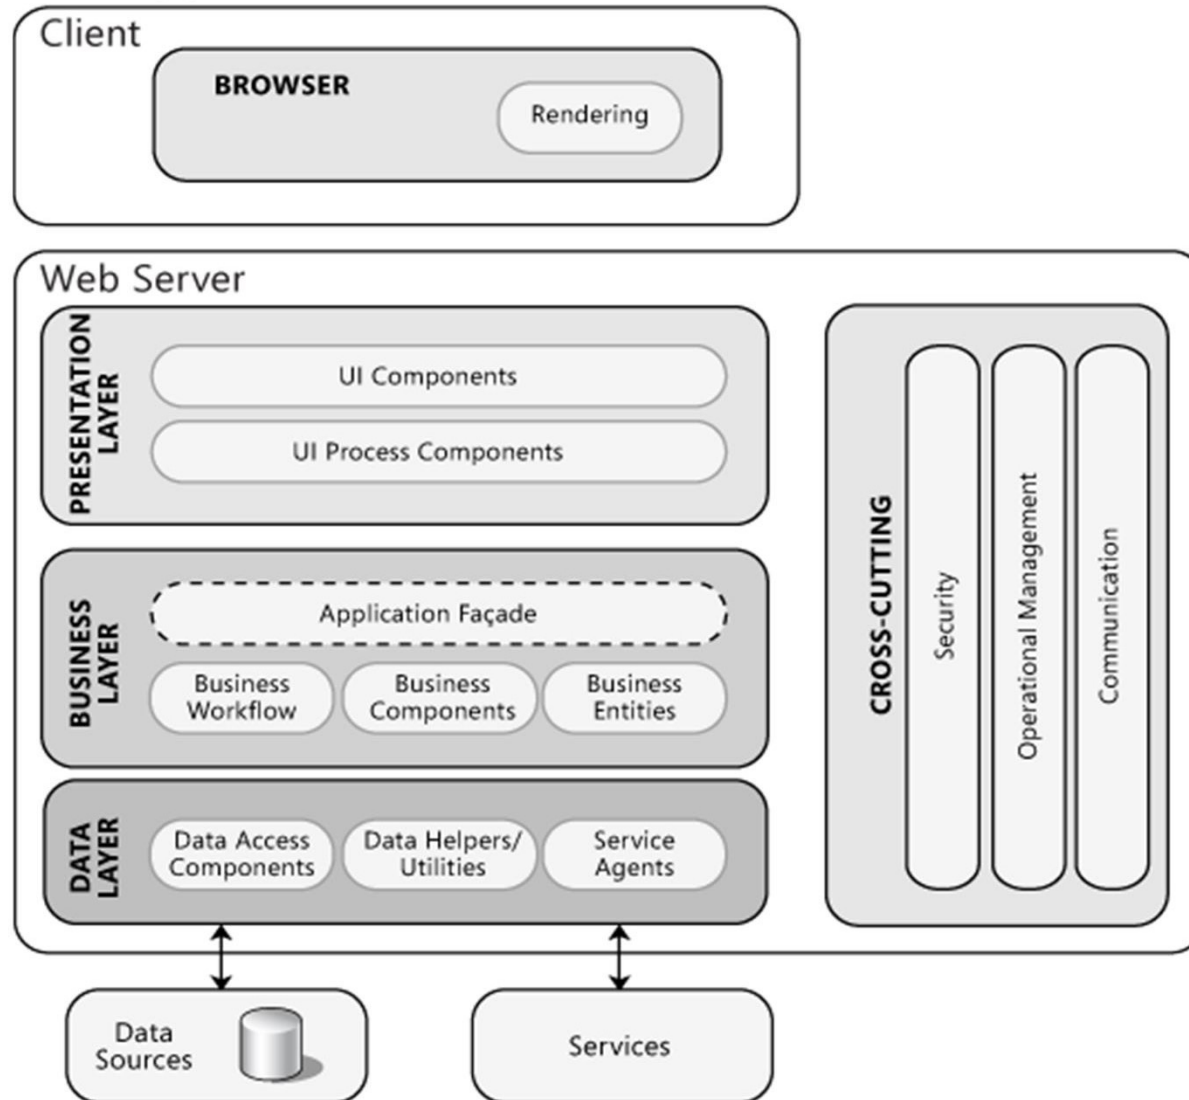 Client
BROWSER
Rendering
Web Server
PRESENTATION
LAYER
UI Components
UI Process Components
BUSINESS
LAYER
Application Façade
Business
Workflow
Business
Components
Business
Entities
DATA
LAYER
Data Access
Components
Data Helpers/
Utilities
Service
Agents
CROSS-CUTTING
Security
Operational Management
Communication
Data
Sources
Services